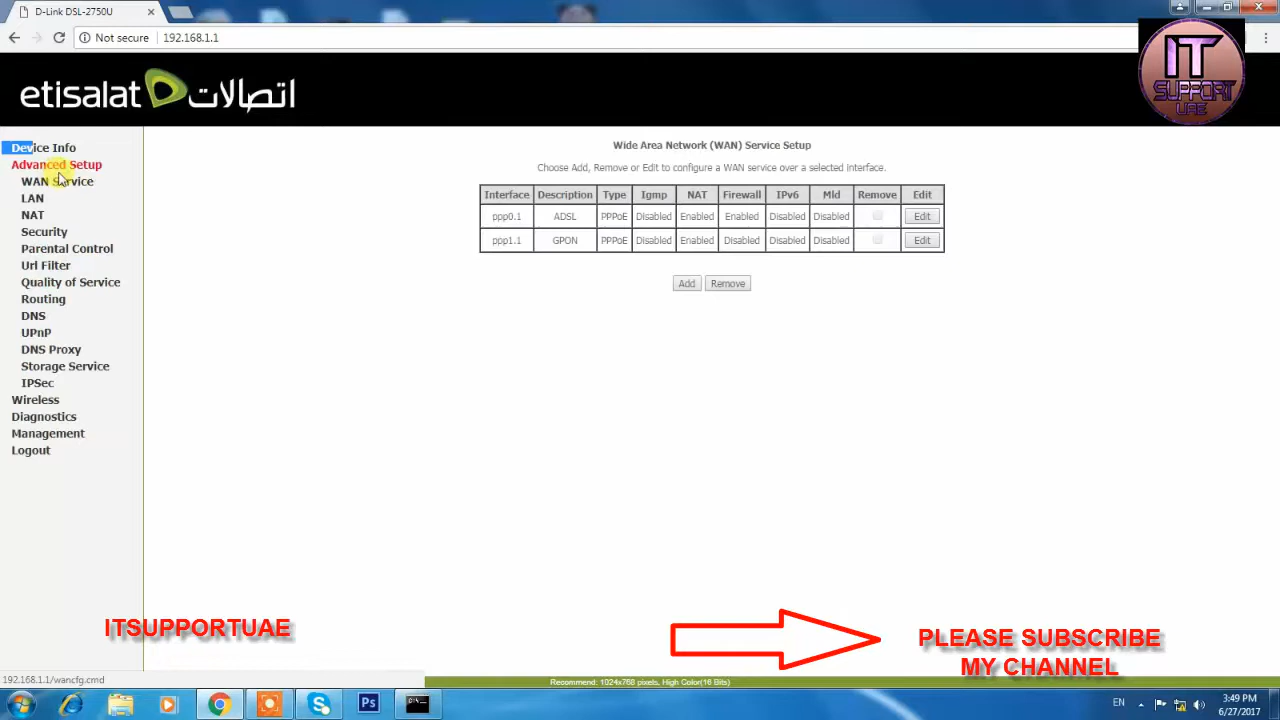 D-Link DSL-2750U
Not secure 192.168.1.1
etisalat اتصالات
IT
SUPPORT
UAE
Device Info
Advanced Setup
WAN Service
LAN
NAT
Security
Parental Control
Url Filter
Quality of Service
Routing
DNS
UPnP
DNS Proxy
Storage Service
IPSec
Wireless
Diagnostics
Management
Logout
Wide Area Network (WAN) Service Setup
Choose Add, Remove or Edit to configure a WAN service over a selected interface.
Interface Description Type Igmp NAT Firewall IPv6 Mld Remove Edit
ppp0.1 ADSL PPPoE Disabled Enabled Enabled Disabled Disabled Edit
ppp1.1 GPON PPPoE Disabled Enabled Disabled Disabled Disabled Edit
Add Remove
ITSUPPORTUAE
PLEASE SUBSCRIBE
MY CHANNEL
192.168.1.1/wancfg.cmd
Recommend: 1024x768 pixels, High Color(16 Bits)
Ps
EN
3:49 PM
6/27/2017